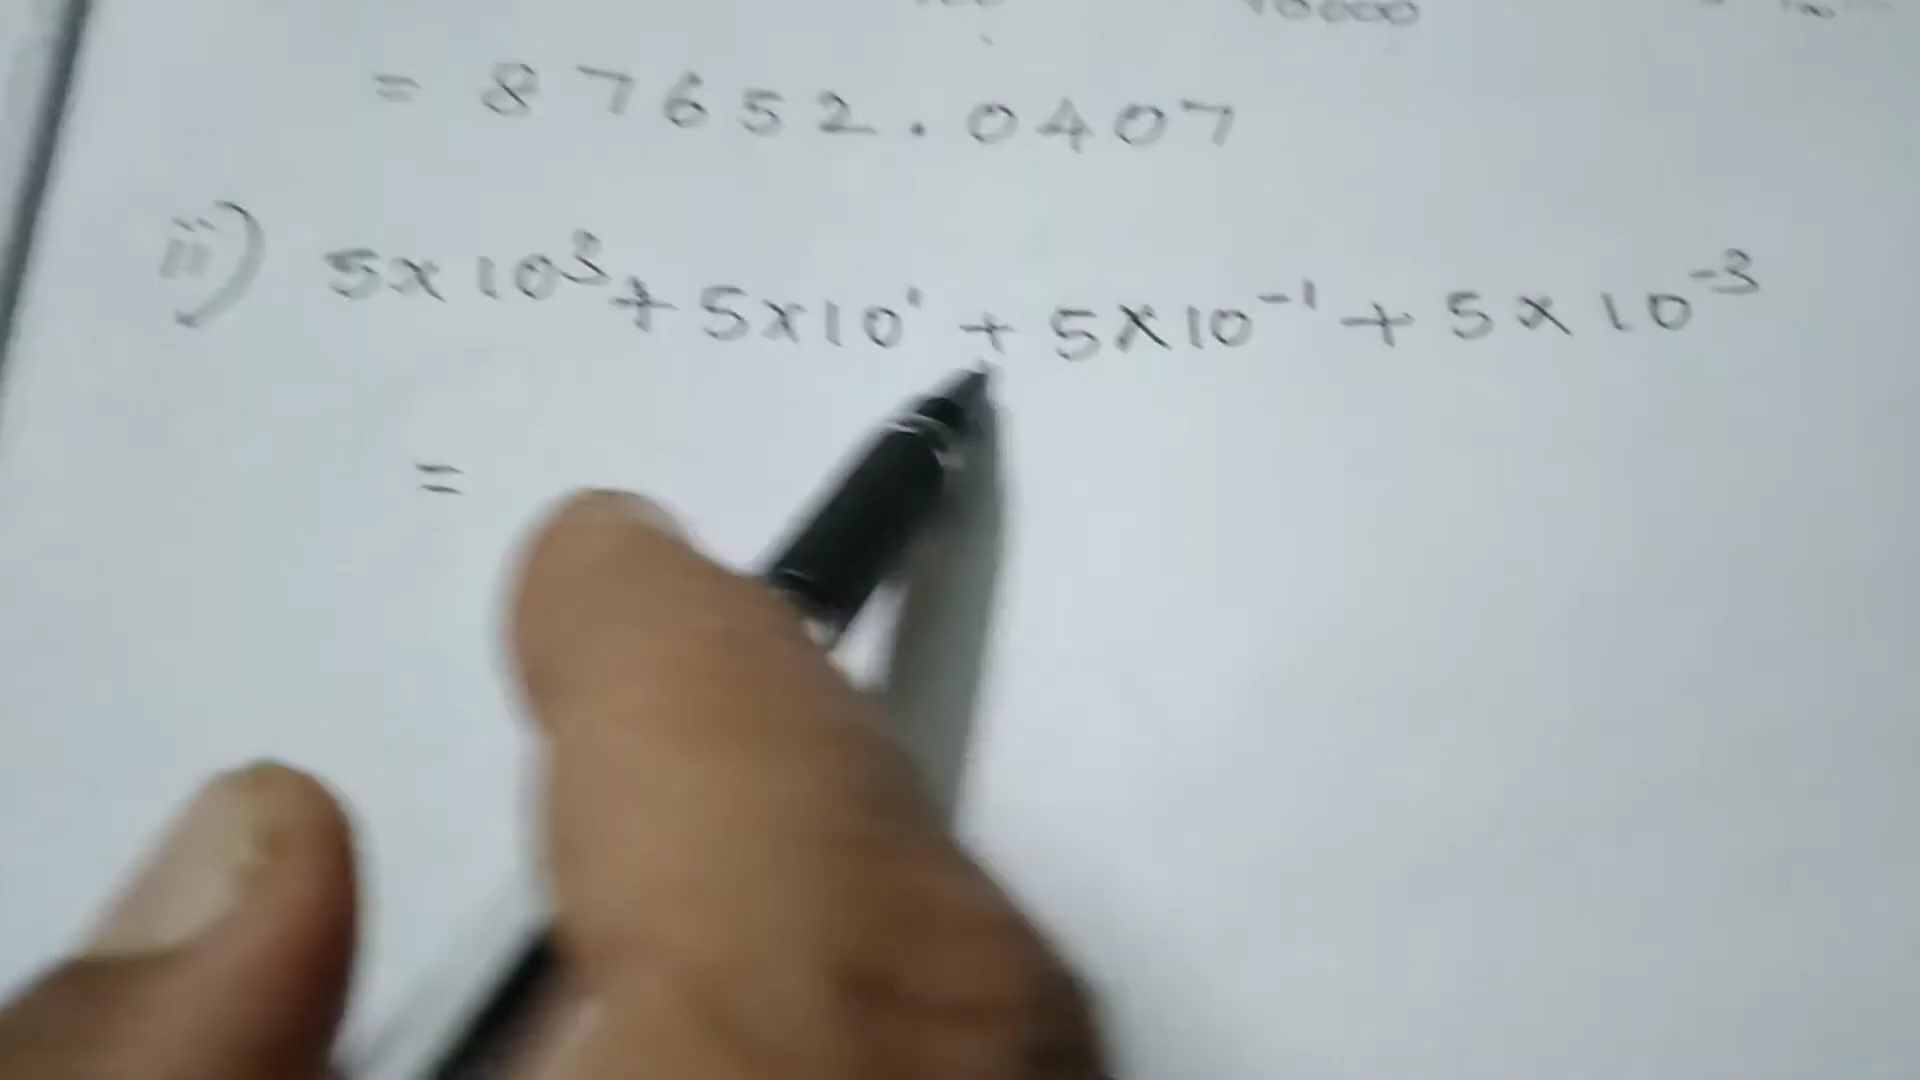 = 87652.0407
ii) 5x10³ + 5x10¹ + 5x10⁻¹ + 5x10⁻³
=